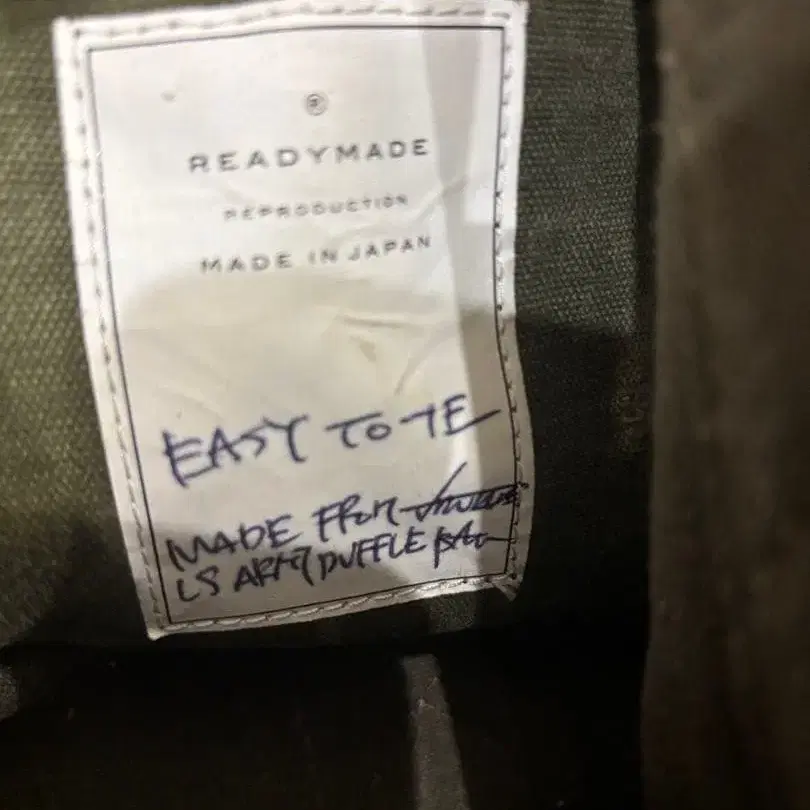 ®
READYMADE
REPRODUCTION
MADE IN JAPAN
EASY TOTE
MADE FROM
US ARMY DUFFLE BAG